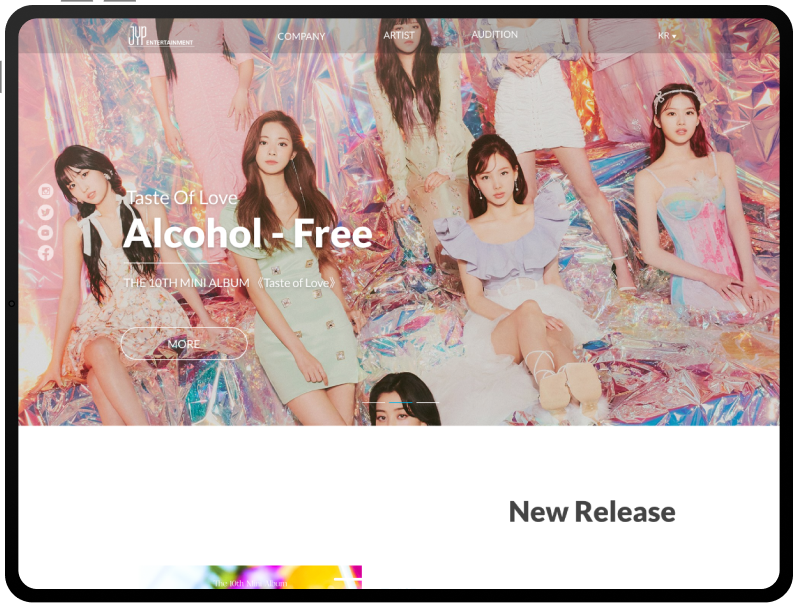 JYP ENTERTAINMENT
COMPANY
ARTIST
AUDITION
KR
Taste Of Love
Alcohol - Free
THE 10TH MINI ALBUM 《Taste of Love》
MORE
New Release
The 10th Mini Album